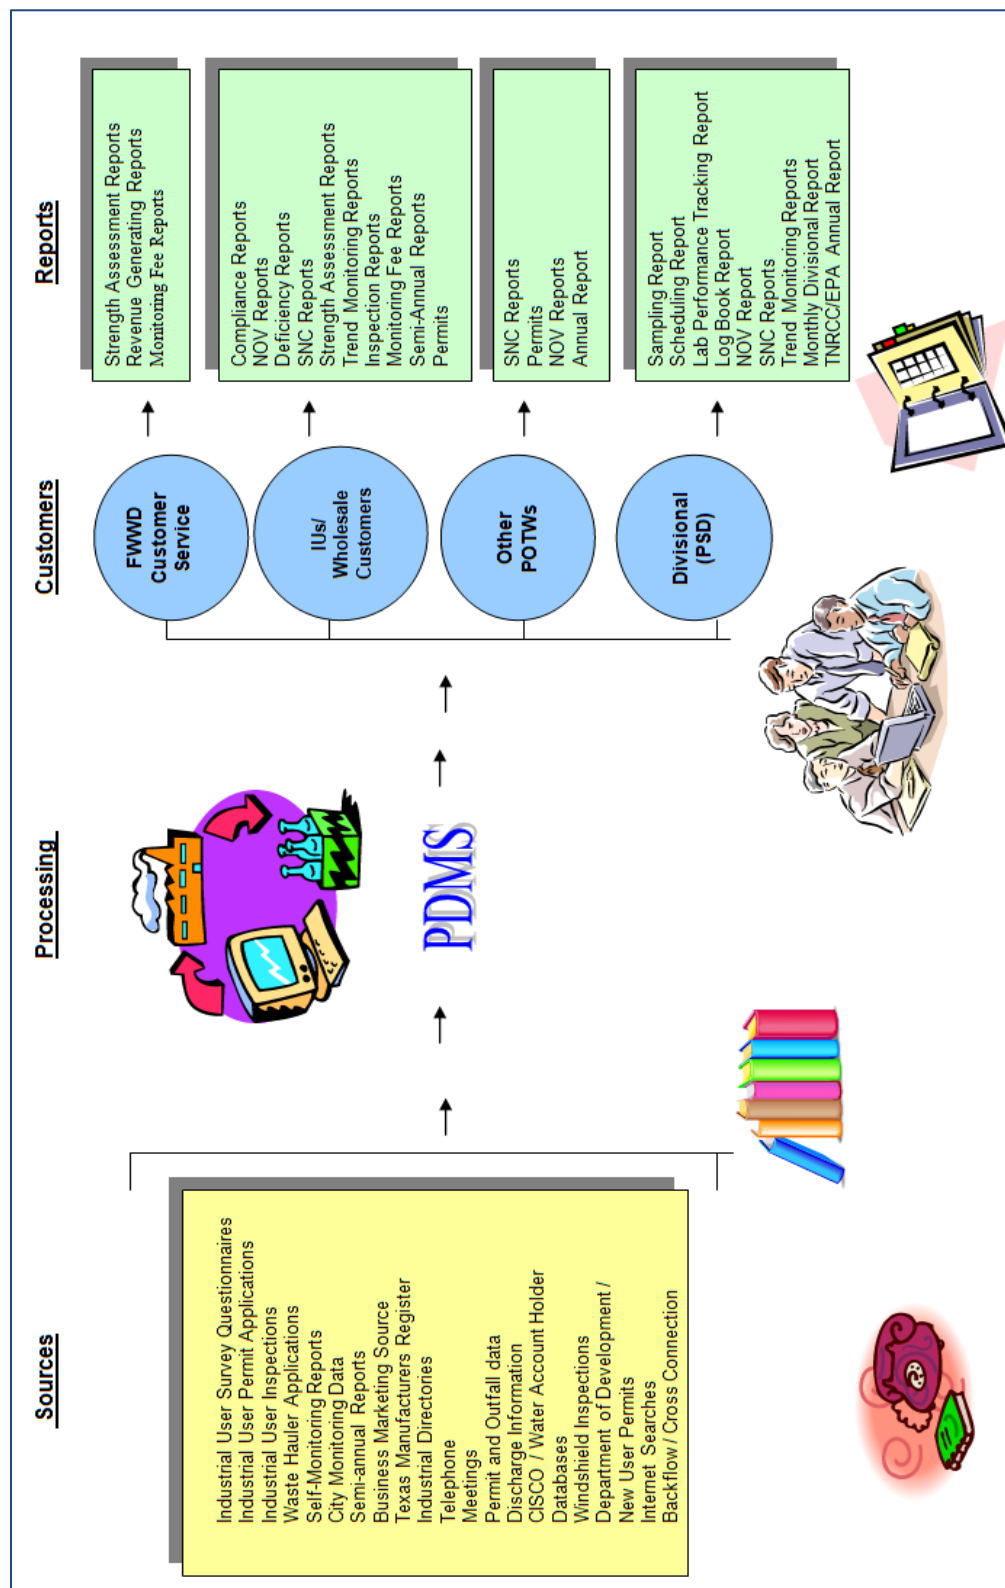 Sources
Processing
Customers
Reports
Industrial User Survey Questionnaires
Industrial User Permit Applications
Industrial User Inspections
Waste Hauler Applications
Self-Monitoring Reports
City Monitoring Data
Semi-annual Reports
Business Marketing Source
Texas Manufacturers Register
Industrial Directories
Telephone
Meetings
Permit and Outfall data
Discharge Information
CISCO / Water Account Holder
Databases
Windshield Inspections
Department of Development /
New User Permits
Internet Searches
Backflow/ Cross Connection
PDMS
FWWD
Customer
Service
IUs/
Wholesale
Customers
Other
POTWs
Divisional
(PSD)
Strength Assessment Reports
Revenue Generating Reports
Monitoring Fee Reports
Compliance Reports
NOV Reports
Deficiency Reports
SNC Reports
Strength Assessment Reports
Trend Monitoring Reports
Inspection Reports
Monitoring Fee Reports
Semi-Annual Reports
Permits
SNC Reports
Permits
NOV Reports
Annual Report
Sampling Report
Scheduling Report
Lab Performance Tracking Report
Log Book Report
NOV Report
SNC Reports
Trend Monitoring Reports
Monthly Divisional Report
TNRCC/EPA Annual Report